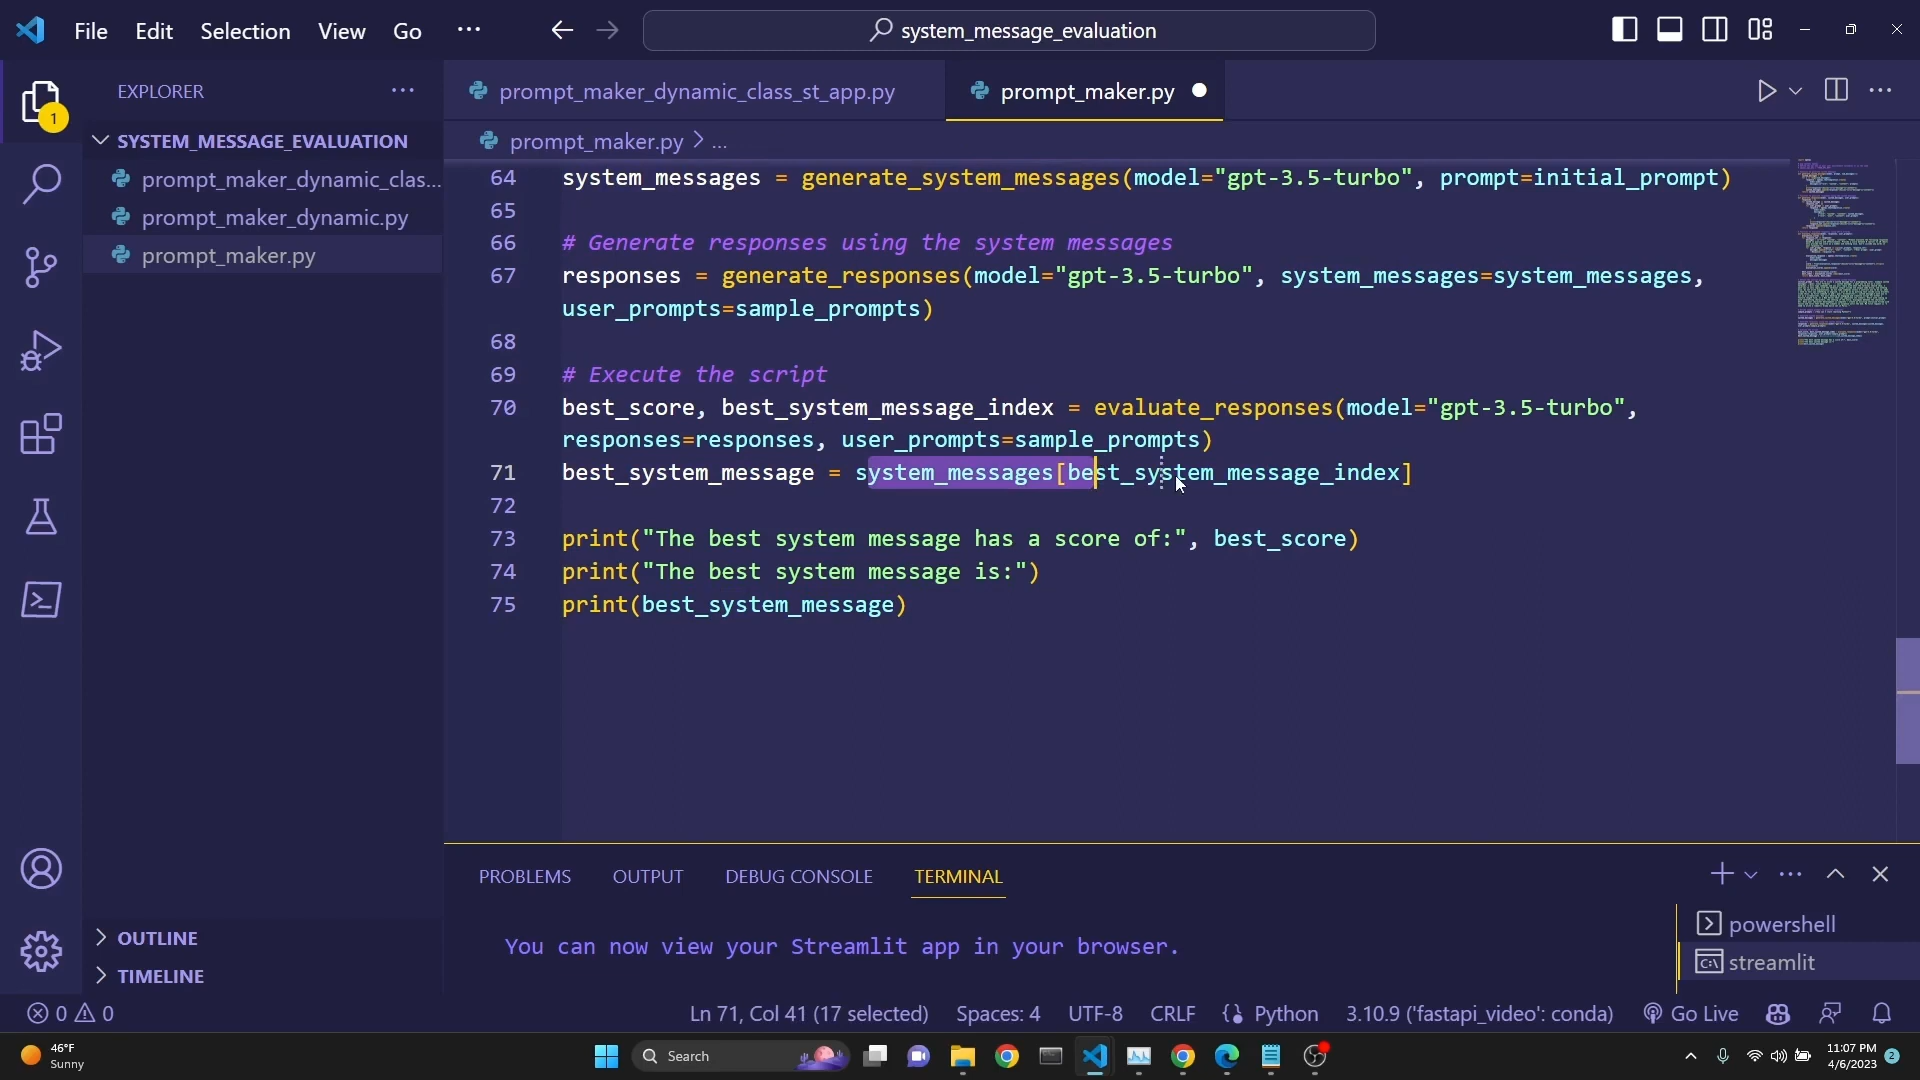 File Edit Selection View Go ···
system_message_evaluation
1
EXPLORER ···
SYSTEM_MESSAGE_EVALUATION
prompt_maker_dynamic_clas...
prompt_maker_dynamic.py
prompt_maker.py
OUTLINE
TIMELINE
prompt_maker_dynamic_class_st_app.py
prompt_maker.py
prompt_maker.py > ...
64 system_messages = generate_system_messages(model="gpt-3.5-turbo", prompt=initial_prompt)
65
66 # Generate responses using the system messages
67 responses = generate_responses(model="gpt-3.5-turbo", system_messages=system_messages,
user_prompts=sample_prompts)
68
69 # Execute the script
70 best_score, best_system_message_index = evaluate_responses(model="gpt-3.5-turbo",
responses=responses, user_prompts=sample_prompts)
71 best_system_message = system_messages[best_system_message_index]
72
73 print("The best system message has a score of:", best_score)
74 print("The best system message is:")
75 print(best_system_message)
PROBLEMS OUTPUT DEBUG CONSOLE TERMINAL
You can now view your Streamlit app in your browser.
powershell
streamlit
0 0
Ln 71, Col 41 (17 selected) Spaces: 4 UTF-8 CRLF Python 3.10.9 ('fastapi_video': conda) Go Live
46°F
Sunny
Search
11:07 PM
4/6/2023
2